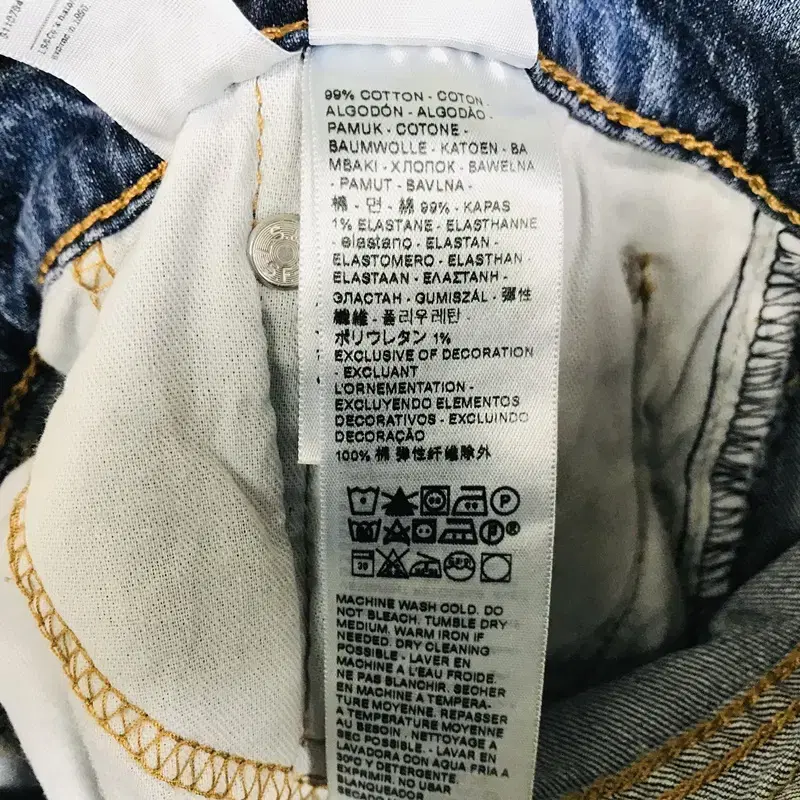 99% COTTON - COTON -
ALGODÓN - ALGODÃO -
PAMUK - COTONE -
BAUMWOLLE - KATOEN - BA
MBAKI - ХЛОПОК - BAWEŁNA
- PAMUT - BAVLNA -
棉 - 면 - 綿 99% - KAPAS
1% ELASTANE - ELASTHANNE
- elastano - ELASTAN -
ELASTOMERO - ELASTHAN
ELASTAAN - ΕΛΑΣΤΑΝΗ -
ЭЛАСТАН - GUMISZÁL - 彈性
纖維 - 폴리우레탄
ポリウレタン 1%
EXCLUSIVE OF DECORATION
- EXCLUANT
L'ORNEMENTATION -
EXCLUYENDO ELEMENTOS
DECORATIVOS - EXCLUINDO
DECORAÇÃO
100% 棉 弹性纤维除外
P
30
MACHINE WASH COLD. DO
NOT BLEACH. TUMBLE DRY
MEDIUM. WARM IRON IF
NEEDED. DRY CLEANING
POSSIBLE - LAVER EN
MACHINE A L'EAU FROIDE.
NE PAS BLANCHIR. SECHER
EN MACHINE A TEMPERA-
TURE MOYENNE. REPASSER
A TEMPERATURE MOYENNE
AU BESOIN . NETTOYAGE A
SEC POSSIBLE. - LAVAR EN
LAVADORA CON AGUA FRIA A
30°C Y DETERGENTE.
EXPRIMIR. NO USAR
BLANQUEADOR